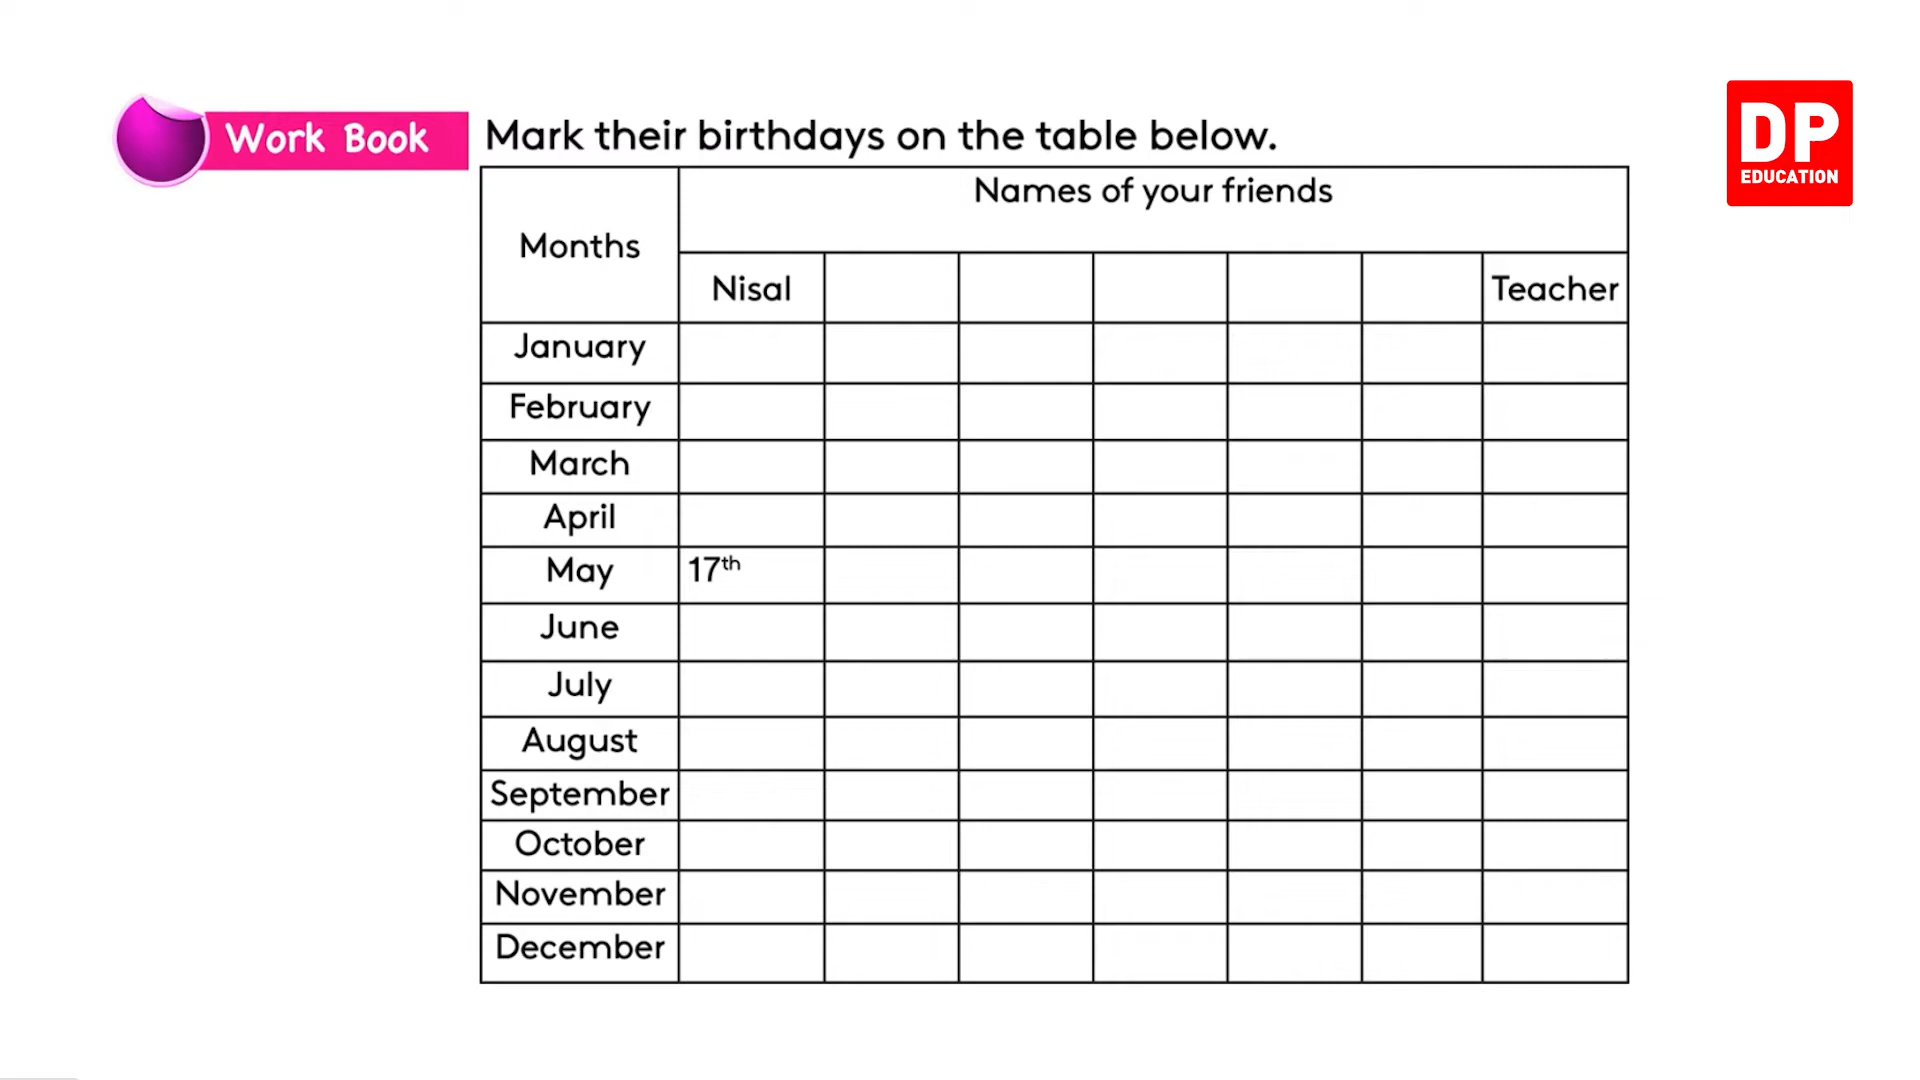 Work Book
Mark their birthdays on the table below.
DP
EDUCATION
Months
Names of your friends
Nisal
Teacher
January
February
March
April
May
17th
June
July
August
September
October
November
December